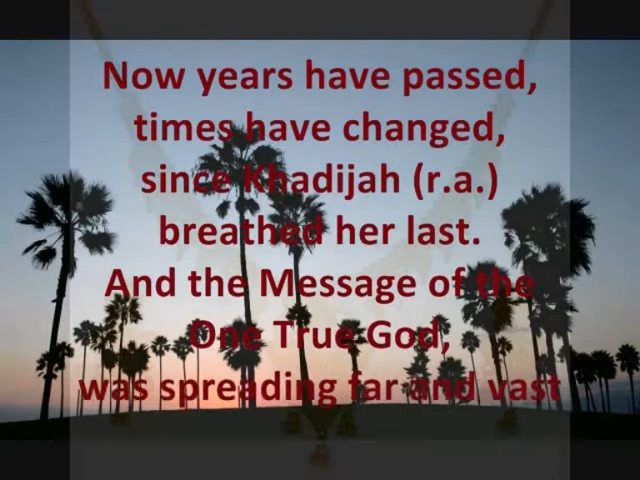 Now years have passed,
times have changed,
since Khadijah (r.a.)
breathed her last.
And the Message of the
One True God,
was spreading far and vast